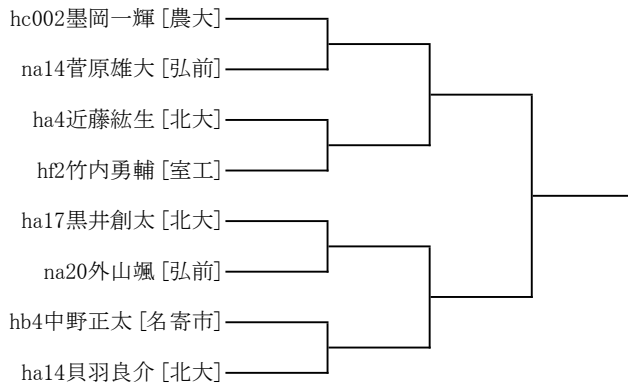 hc002墨岡一輝 [農大]
na14菅原雄大 [弘前]
ha4近藤紘生 [北大]
hf2竹内勇輔 [室工]
ha17黒井創太 [北大]
na20外山颯 [弘前]
hb4中野正太 [名寄市]
ha14貝羽良介 [北大]